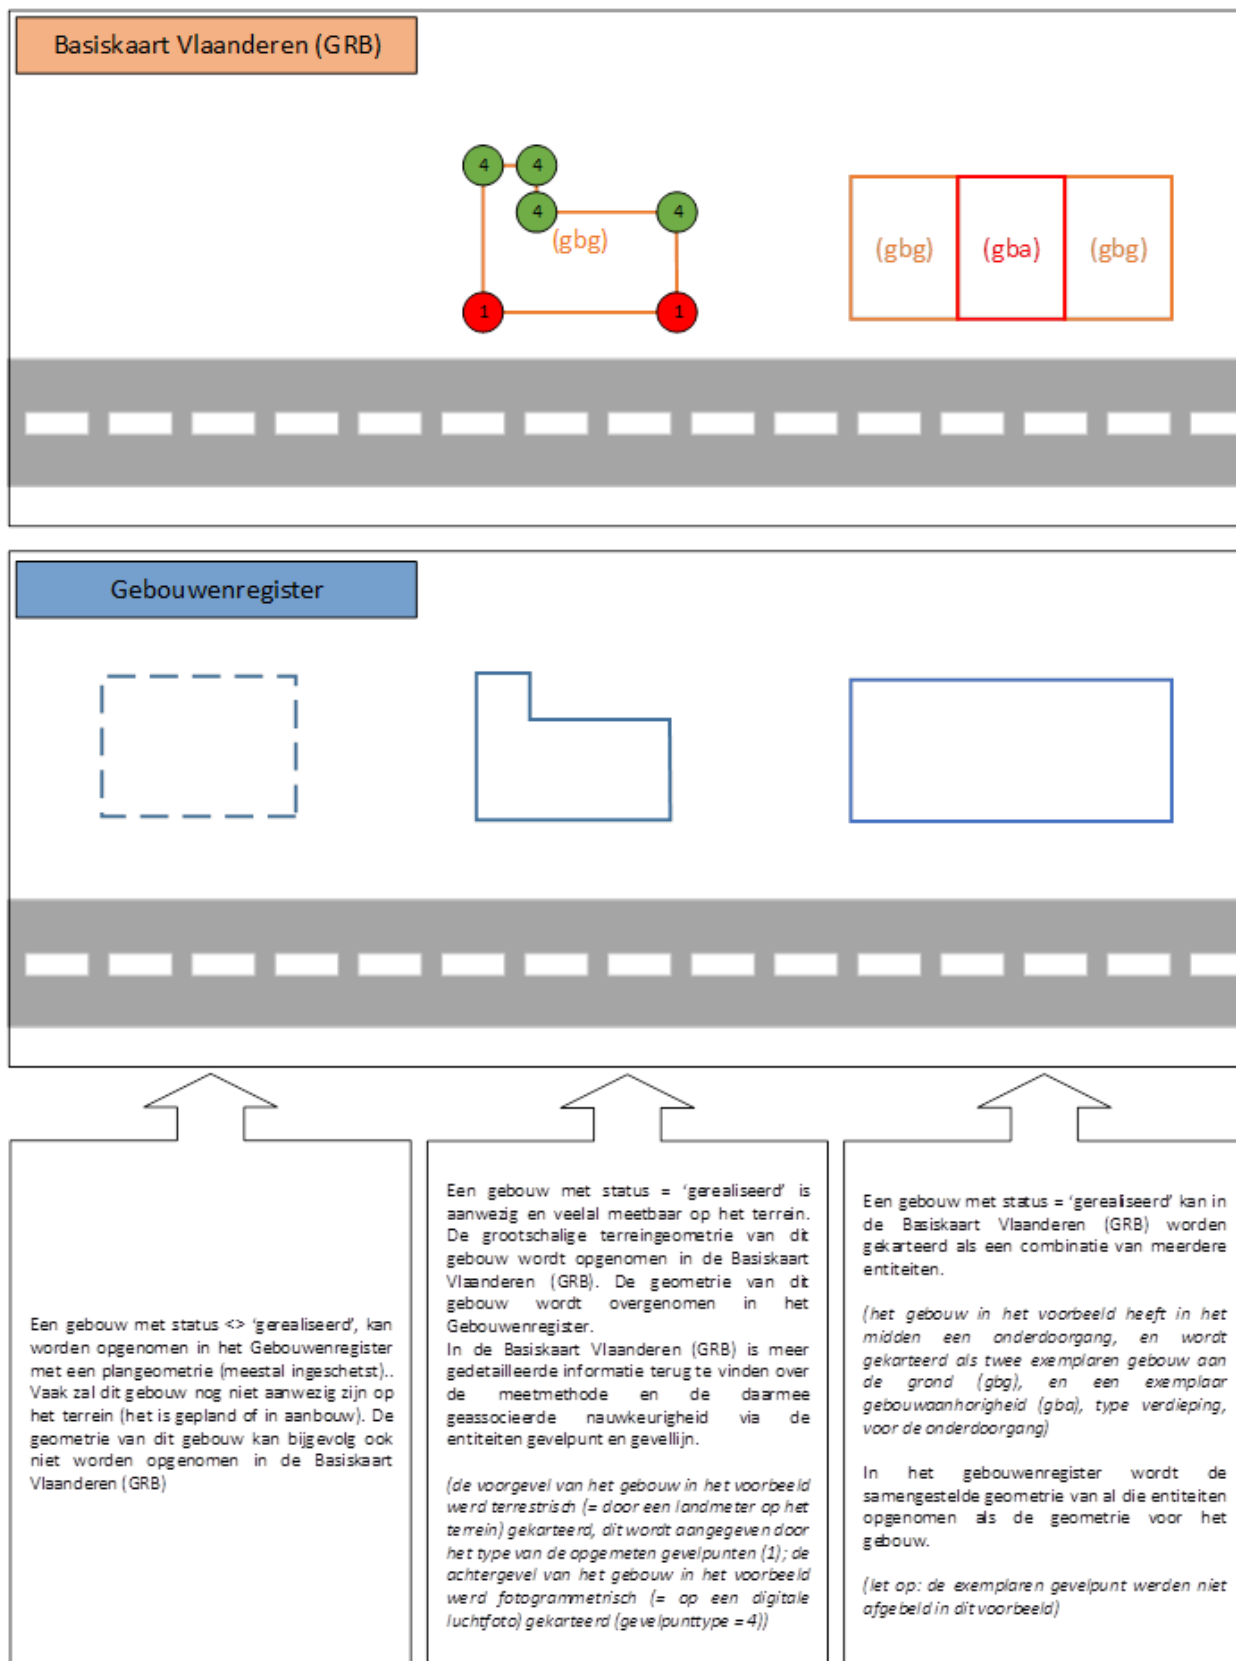 Basiskaart Vlaanderen (GRB)
4 4
4 4
(gbg)
1 1
(gbg) (gba) (gbg)
Gebouwenregister
Een gebouw met status <> ‘gerealiseerd’, kan
worden opgenomen in het Gebouwenregister
met een plangeometrie (meestal ingeschetst)..
Vaak zal dit gebouw nog niet aanwezig zijn op
het terrein (het is gepland of in aanbouw). De
geometrie van dit gebouw kan bijgevolg ook
niet worden opgenomen in de Basiskaart
Vlaanderen (GRB)
Een gebouw met status = ‘gerealiseerd’ is
aanwezig en veelal meetbaar op het terrein.
De grootschalige terreingeometrie van dit
gebouw wordt opgenomen in de Basiskaart
Vlaanderen (GRB). De geometrie van dit
gebouw wordt overgenomen in het
Gebouwenregister.
In de Basiskaart Vlaanderen (GRB) is meer
gedetailleerde informatie terug te vinden over
de meetmethode en de daarmee
geassocieerde nauwkeurigheid via de
entiteiten gevelpunt en gevellijn.
(de voorgevel van het gebouw in het voorbeeld
werd terrestrisch (= door een landmeter op het
terrein) gekarteerd, dit wordt aangegeven door
het type van de opgemeten gevelpunten (1); de
achtergevel van het gebouw in het voorbeeld
werd fotogrammetrisch (= op een digitale
luchtfoto) gekarteerd (gevelpunttype = 4))
Een gebouw met status = ‘gerealiseerd’ kan in
de Basiskaart Vlaanderen (GRB) worden
gekarteerd als een combinatie van meerdere
entiteiten.
(het gebouw in het voorbeeld heeft in het
midden een onderdoorgang, en wordt
gekarteerd als twee exemplaren gebouw aan
de grond (gbg), en een exemplaar
gebouwaanhorigheid (gba), type verdieping,
voor de onderdoorgang)
In het gebouwenregister wordt de
samengestelde geometrie van al die entiteiten
opgenomen als de geometrie voor het
gebouw.
(let op: de exemplaren gevelpunt werden niet
afgebeld in dit voorbeeld)